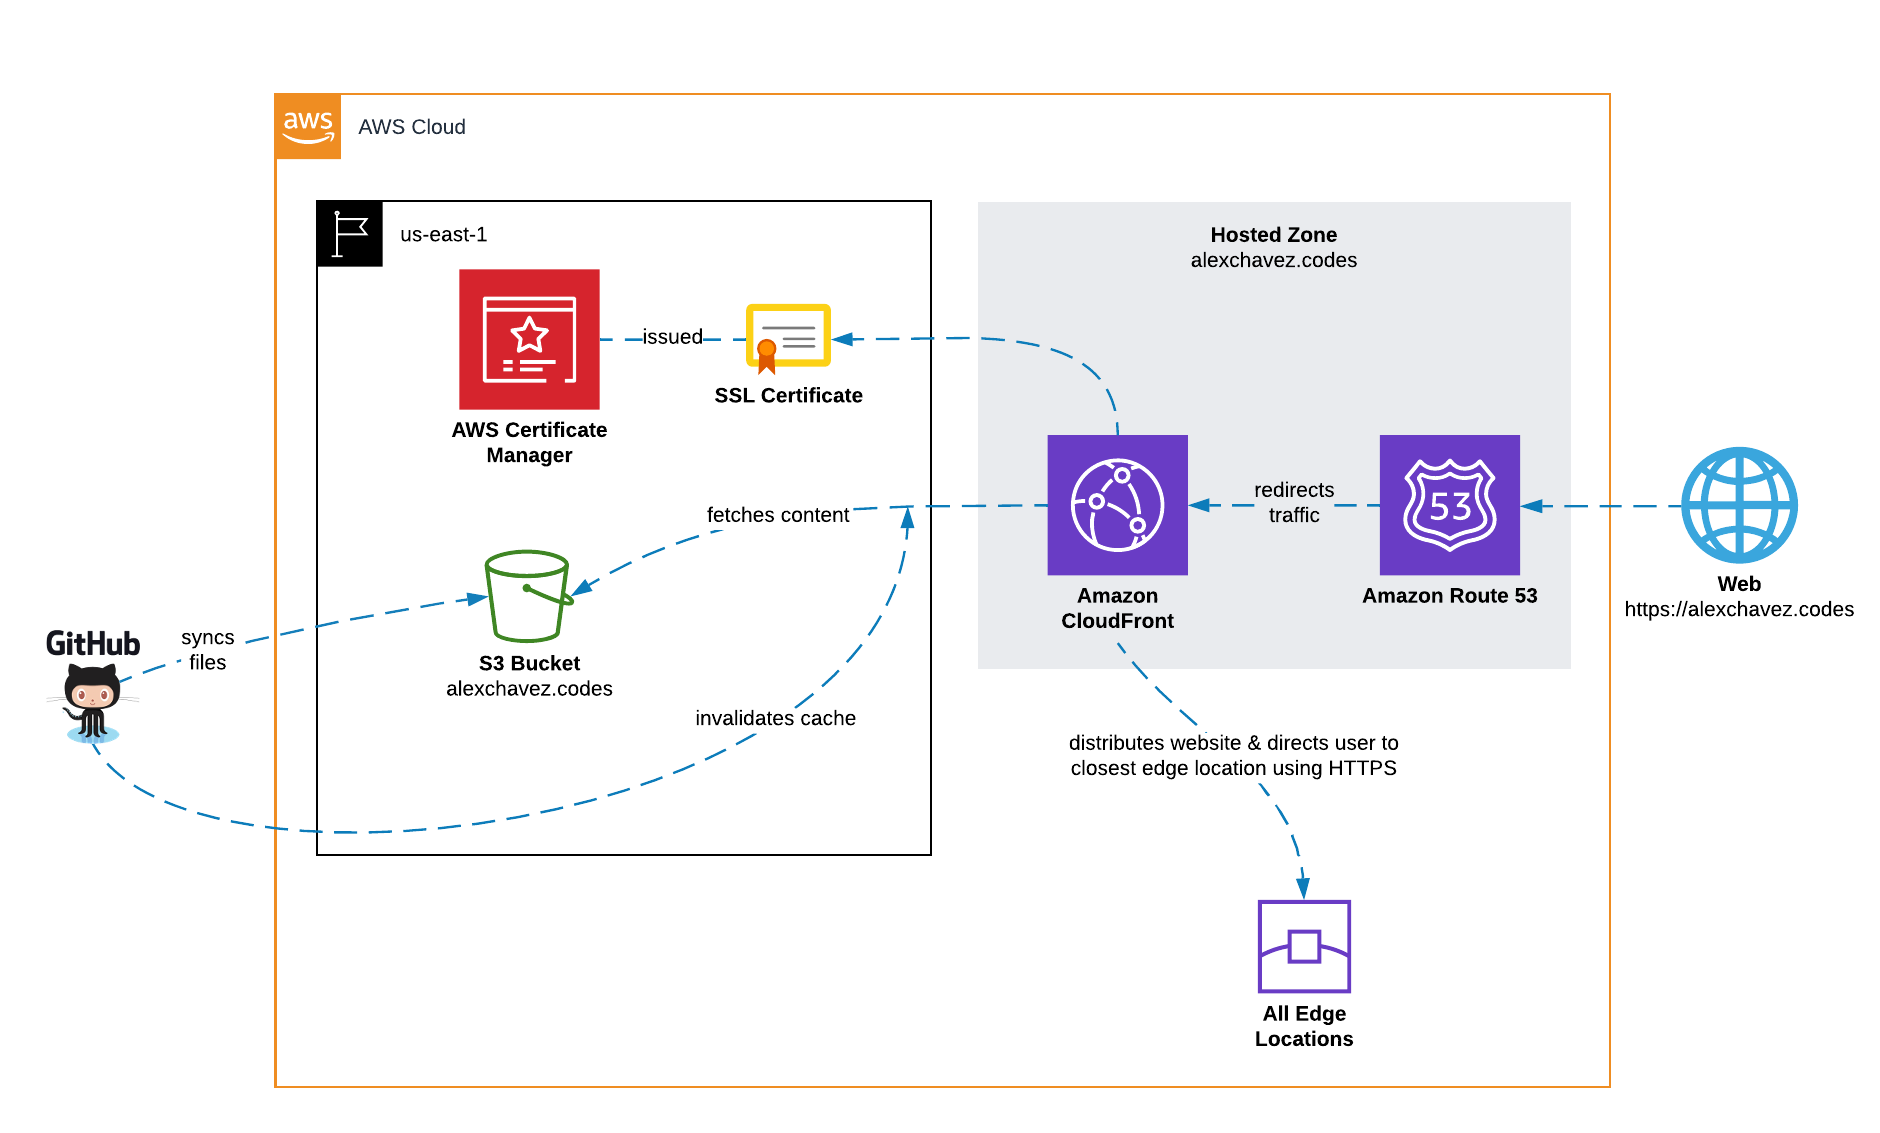 aws
AWS Cloud
us-east-1
Hosted Zone
alexchavez.codes
issued
SSL Certificate
AWS Certificate
Manager
redirects
traffic
53
fetches content
Amazon
CloudFront
Amazon Route 53
Web
https://alexchavez.codes
GitHub
syncs
files
S3 Bucket
alexchavez.codes
invalidates cache
distributes website & directs user to
closest edge location using HTTPS
All Edge
Locations